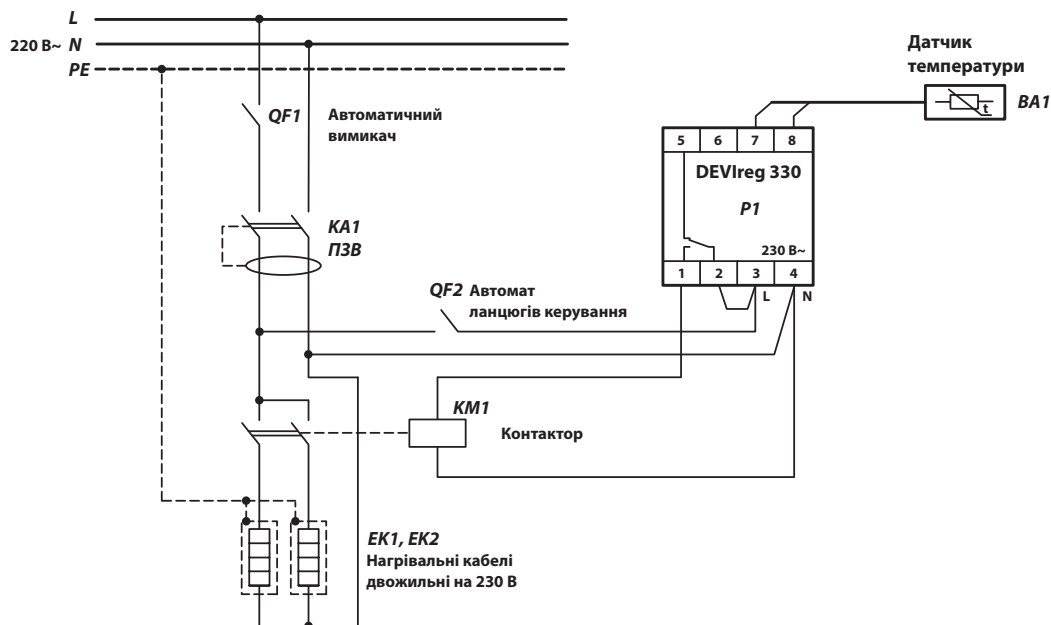 L
220 В~ N
PE
QF1 Автоматичний
вимикач
KA1
ПЗВ
QF2 Автомат
ланцюгів керування
KM1
Контактор
EK1, EK2
Нагрівальні кабелі
двожильні на 230 В
Датчик
температури
BA1
t
5 6 7 8
DEVIreg 330
P1
230 В~
1 2 3 4
L N